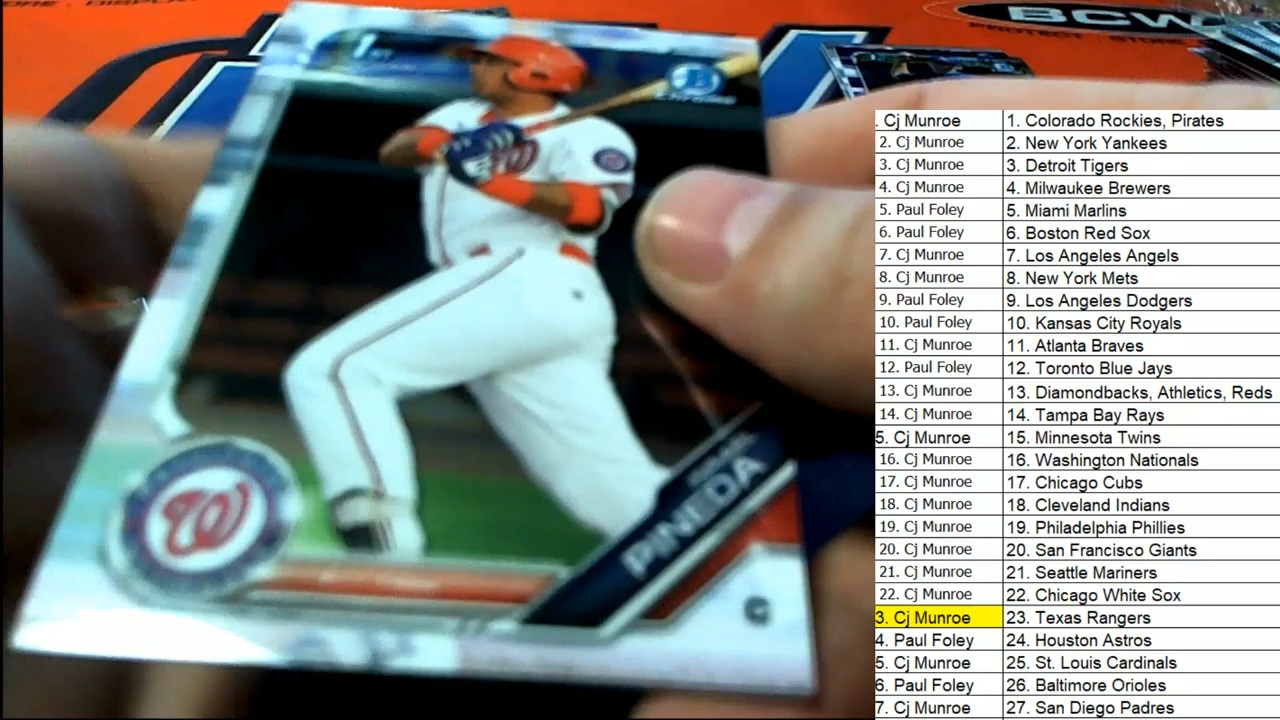 BCW
PROTECT · STORE
1st
B
W
PINEDA
C
. Cj Munroe 1. Colorado Rockies, Pirates
2. Cj Munroe 2. New York Yankees
3. Cj Munroe 3. Detroit Tigers
4. Cj Munroe 4. Milwaukee Brewers
5. Paul Foley 5. Miami Marlins
6. Paul Foley 6. Boston Red Sox
7. Cj Munroe 7. Los Angeles Angels
8. Cj Munroe 8. New York Mets
9. Paul Foley 9. Los Angeles Dodgers
10. Paul Foley 10. Kansas City Royals
11. Cj Munroe 11. Atlanta Braves
12. Paul Foley 12. Toronto Blue Jays
13. Cj Munroe 13. Diamondbacks, Athletics, Reds
14. Cj Munroe 14. Tampa Bay Rays
5. Cj Munroe 15. Minnesota Twins
16. Cj Munroe 16. Washington Nationals
17. Cj Munroe 17. Chicago Cubs
18. Cj Munroe 18. Cleveland Indians
19. Cj Munroe 19. Philadelphia Phillies
20. Cj Munroe 20. San Francisco Giants
21. Cj Munroe 21. Seattle Mariners
22. Cj Munroe 22. Chicago White Sox
3. Cj Munroe 23. Texas Rangers
4. Paul Foley 24. Houston Astros
5. Cj Munroe 25. St. Louis Cardinals
6. Paul Foley 26. Baltimore Orioles
7. Cj Munroe 27. San Diego Padres